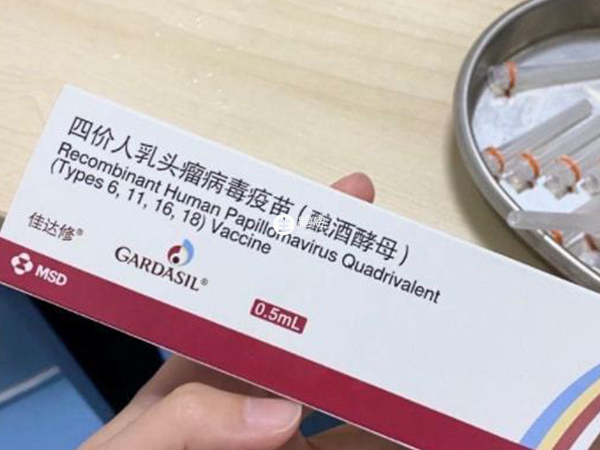 四价人乳头瘤病毒疫苗（酿酒酵母）
Recombinant Human Papillomavirus Quadrivalent
(Types 6, 11, 16, 18) Vaccine
佳达修®
GARDASIL®
MSD
0.5mL